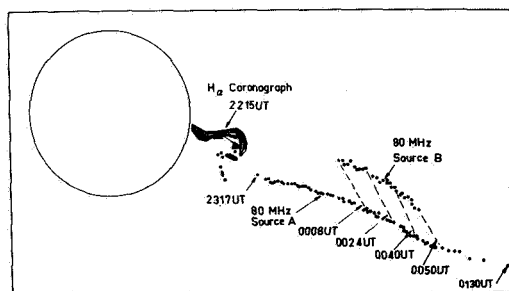 Hα Coronograph
2215UT
80 MHz
Source B
2317UT
80 MHz
Source A
0008UT
0024UT
0040UT
0050UT
0130UT